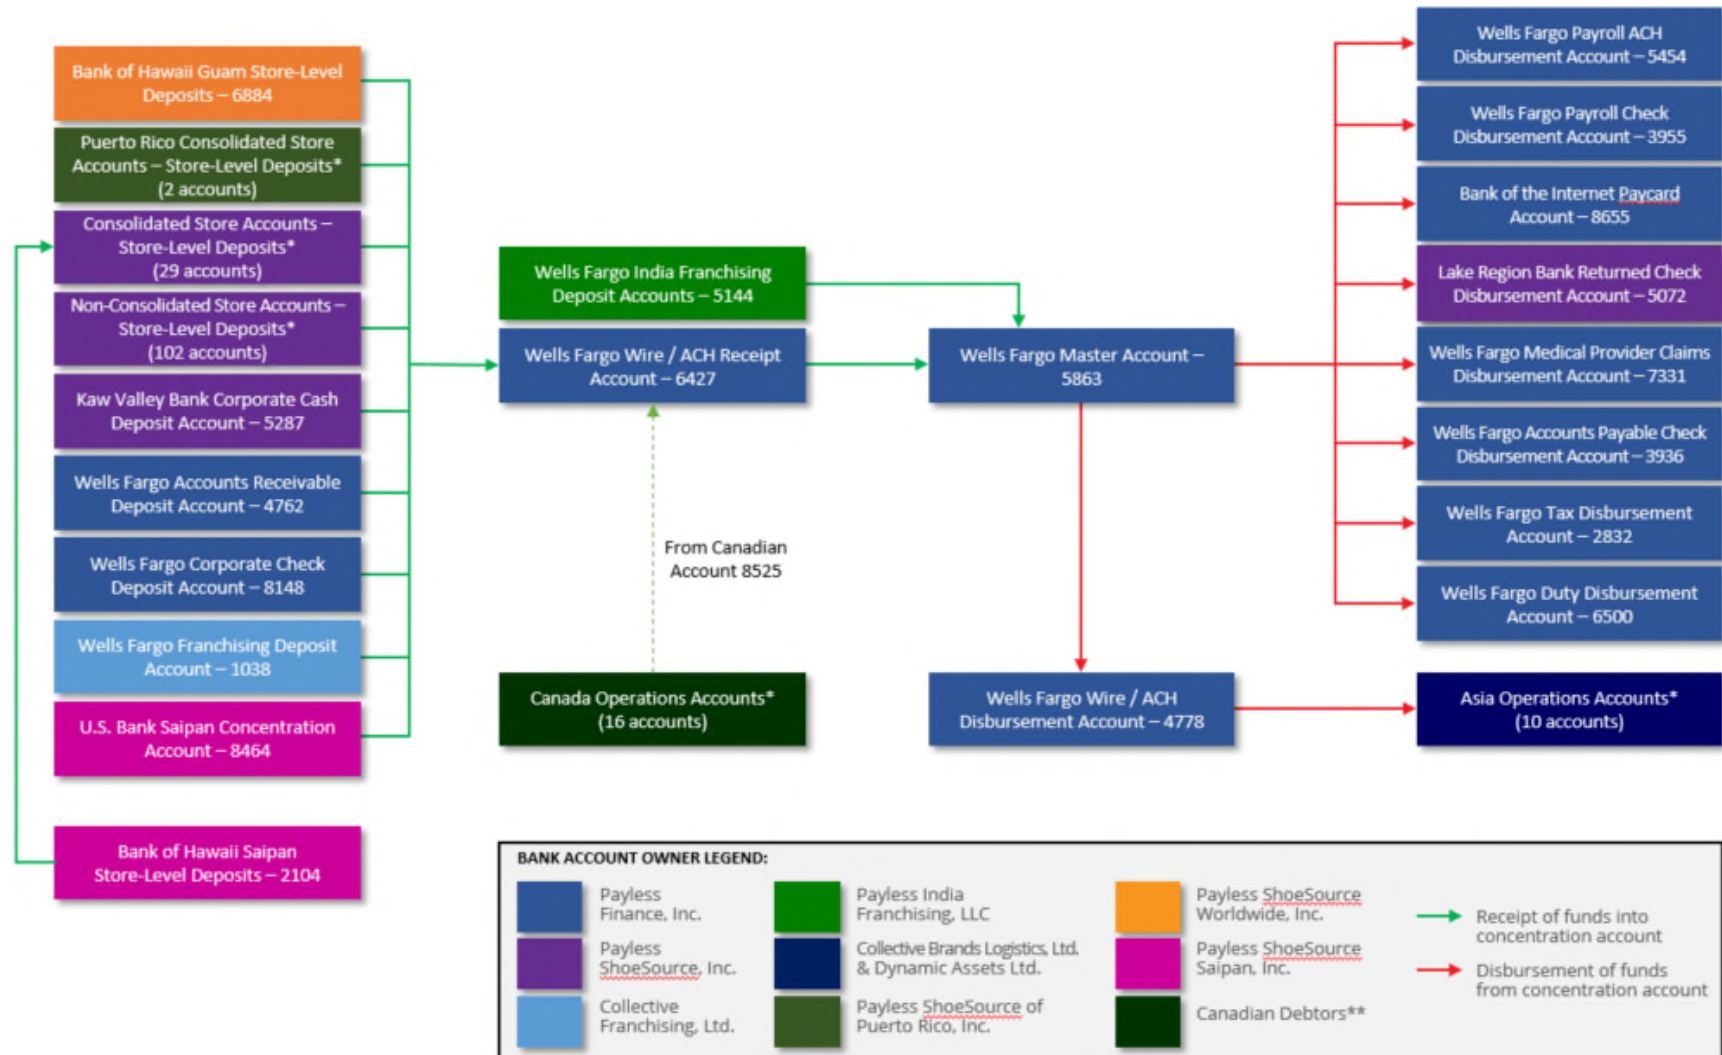 Bank of Hawaii Guam Store-Level
Deposits – 6884
Puerto Rico Consolidated Store
Accounts – Store-Level Deposits*
(2 accounts)
Consolidated Store Accounts –
Store-Level Deposits*
(29 accounts)
Non-Consolidated Store Accounts –
Store-Level Deposits*
(102 accounts)
Kaw Valley Bank Corporate Cash
Deposit Account – 5287
Wells Fargo Accounts Receivable
Deposit Account – 4762
Wells Fargo Corporate Check
Deposit Account – 8148
Wells Fargo Franchising Deposit
Account – 1038
U.S. Bank Saipan Concentration
Account – 8464
Bank of Hawaii Saipan
Store-Level Deposits – 2104
Wells Fargo India Franchising
Deposit Accounts – 5144
Wells Fargo Wire / ACH Receipt
Account – 6427
From Canadian
Account 8525
Canada Operations Accounts*
(16 accounts)
Wells Fargo Master Account –
5863
Wells Fargo Wire / ACH
Disbursement Account – 4778
Wells Fargo Payroll ACH
Disbursement Account – 5454
Wells Fargo Payroll Check
Disbursement Account – 3955
Bank of the Internet Paycard
Account – 8655
Lake Region Bank Returned Check
Disbursement Account – 5072
Wells Fargo Medical Provider Claims
Disbursement Account – 7331
Wells Fargo Accounts Payable Check
Disbursement Account – 3936
Wells Fargo Tax Disbursement
Account – 2832
Wells Fargo Duty Disbursement
Account – 6500
Asia Operations Accounts*
(10 accounts)
BANK ACCOUNT OWNER LEGEND:
Payless
Finance, Inc.
Payless
ShoeSource, Inc.
Collective
Franchising, Ltd.
Payless India
Franchising, LLC
Collective Brands Logistics, Ltd.
& Dynamic Assets Ltd.
Payless ShoeSource of
Puerto Rico, Inc.
Payless ShoeSource
Worldwide, Inc.
Payless ShoeSource
Saipan, Inc.
Canadian Debtors**
Receipt of funds into
concentration account
Disbursement of funds
from concentration account